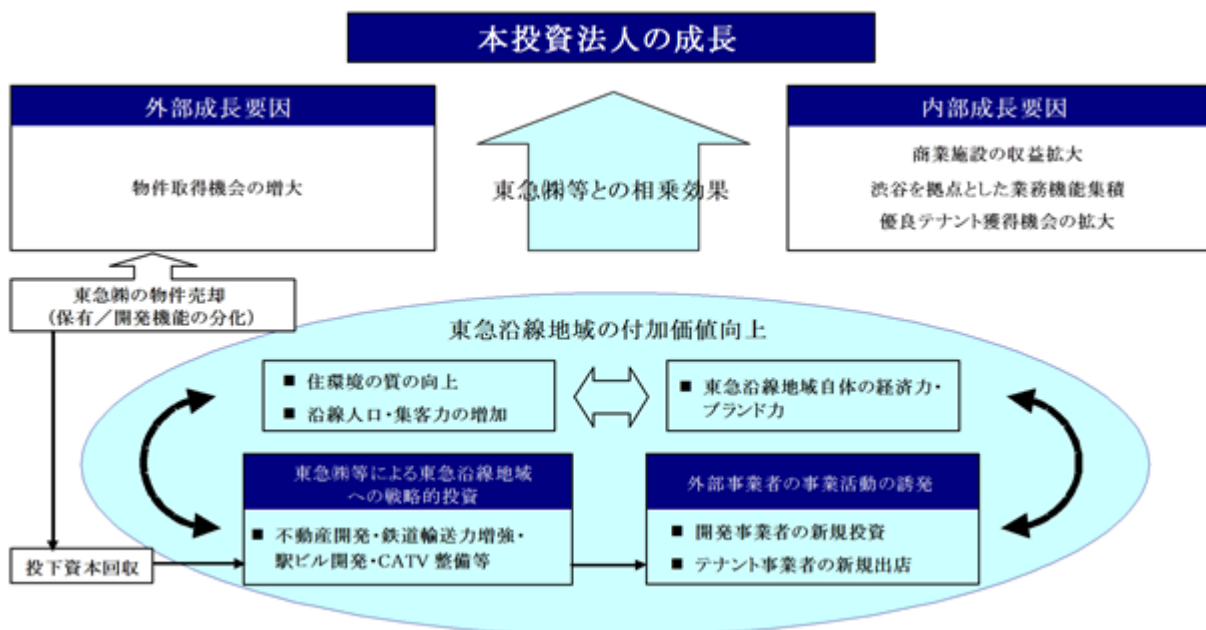 本投資法人の成長
外部成長要因
物件取得機会の増大
東急㈱等との相乗効果
内部成長要因
商業施設の収益拡大
渋谷を拠点とした業務機能集積
優良テナント獲得機会の拡大
東急㈱の物件売却
(保有／開発機能の分化)
東急沿線地域の付加価値向上
■ 住環境の質の向上
■ 沿線人口・集客力の増加
■ 東急沿線地域自体の経済力・
ブランド力
東急㈱等による東急沿線地域
への戦略的投資
■ 不動産開発・鉄道輸送力増強・
駅ビル開発・CATV 整備等
外部事業者の事業活動の誘発
■ 開発事業者の新規投資
■ テナント事業者の新規出店
投下資本回収